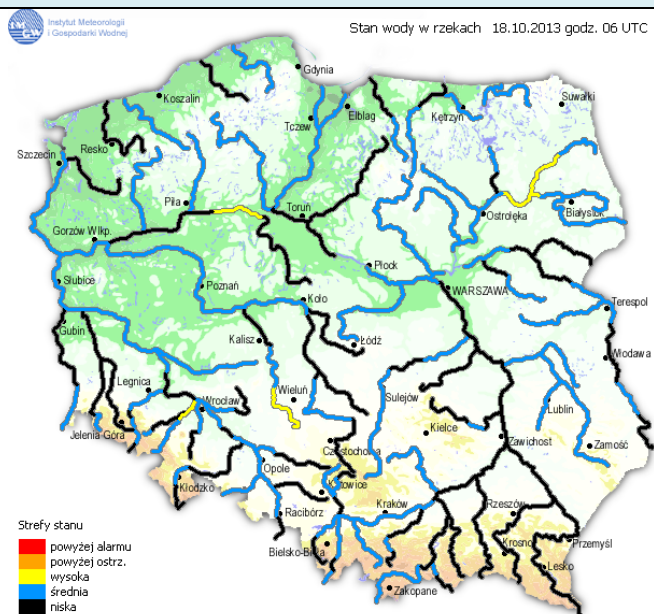 Instytut Meteorologii
i Gospodarki Wodnej
Stan wody w rzekach 18.10.2013 godz. 06 UTC
Gdynia
Koszalin
Suwałki
Elbląg
Kętrzyn
Tczew
Resko
Szczecin
Piła
Toruń
Ostrołęka
Białystok
Gorzów Wlkp.
Płock
Słubice
Poznań
WARSZAWA
Koło
Terespol
Gubin
Kalisz
Łódź
Włodawa
Legnica
Wieluń
Sulejów
Wrocław
Lublin
Jelenia Góra
Kielce
Zamość
Częstochowa
Zawichost
Opole
Kłodzko
Katowice
Racibórz
Kraków
Rzeszów
Krosno
Przemyśl
Bielsko-Biała
Lesko
Zakopane
Strefy stanu
powyżej alarmu
powyżej ostrz.
wysoka
średnia
niska